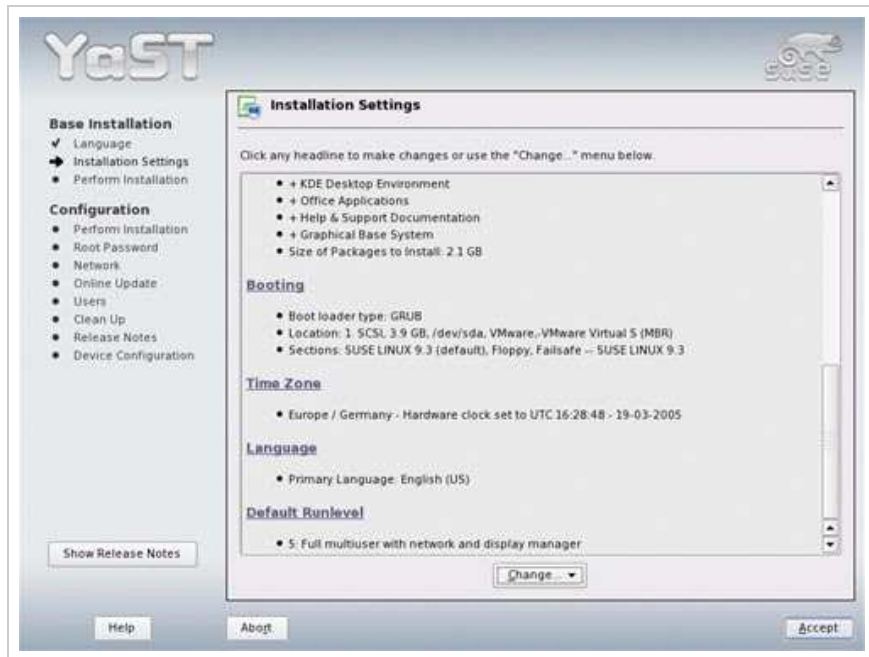 YaST
SUSE
Base Installation
Language
Installation Settings
Perform Installation
Configuration
Perform Installation
Root Password
Network
Online Update
Users
Clean Up
Release Notes
Device Configuration
Show Release Notes
Installation Settings
Click any headline to make changes or use the "Change..." menu below.
+ KDE Desktop Environment
+ Office Applications
+ Help & Support Documentation
+ Graphical Base System
Size of Packages to Install: 2.1 GB
Booting
Boot loader type: GRUB
Location: 1. SCSI, 3.9 GB, /dev/sda, VMware,-VMware Virtual S (MBR)
Sections: SUSE LINUX 9.3 (default), Floppy, Failsafe -- SUSE LINUX 9.3
Time Zone
Europe / Germany - Hardware clock set to UTC 16:28:48 - 19-03-2005
Language
Primary Language: English (US)
Default Runlevel
5: Full multiuser with network and display manager
Change...
Help
Abort
Accept